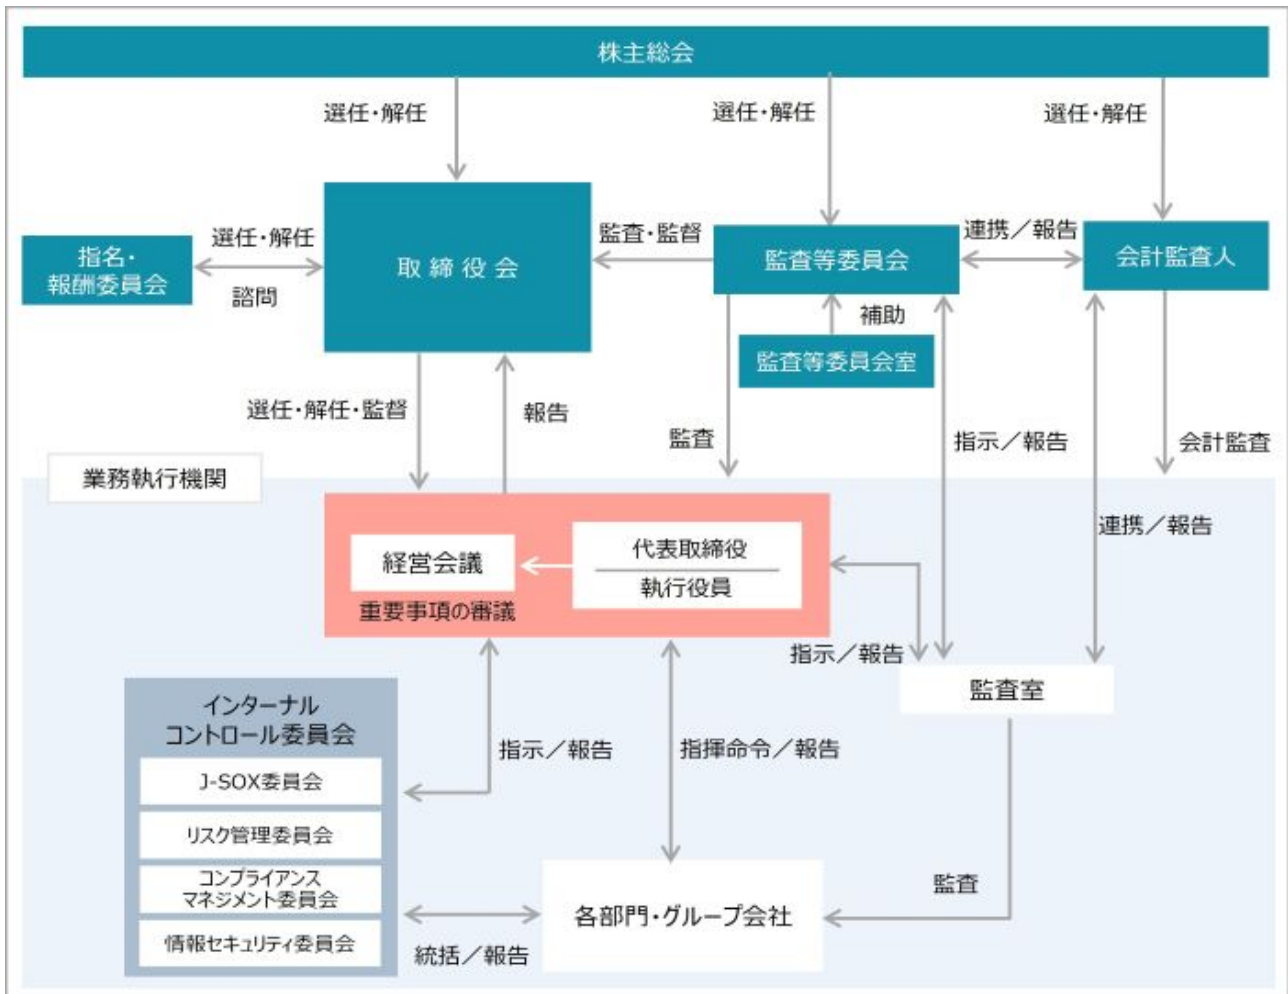 株主総会
選任・解任
選任・解任
選任・解任
指名・
報酬委員会
選任・解任
諮問
取締役会
監査・監督
監査等委員会
連携／報告
会計監査人
補助
監査等委員会室
選任・解任・監督
報告
監査
指示／報告
会計監査
業務執行機関
経営会議
代表取締役
執行役員
重要事項の審議
連携／報告
指示／報告
監査室
インターナル
コントロール委員会
J-SOX委員会
リスク管理委員会
コンプライアンス
マネジメント委員会
情報セキュリティ委員会
指示／報告
指揮命令／報告
監査
各部門・グループ会社
統括／報告